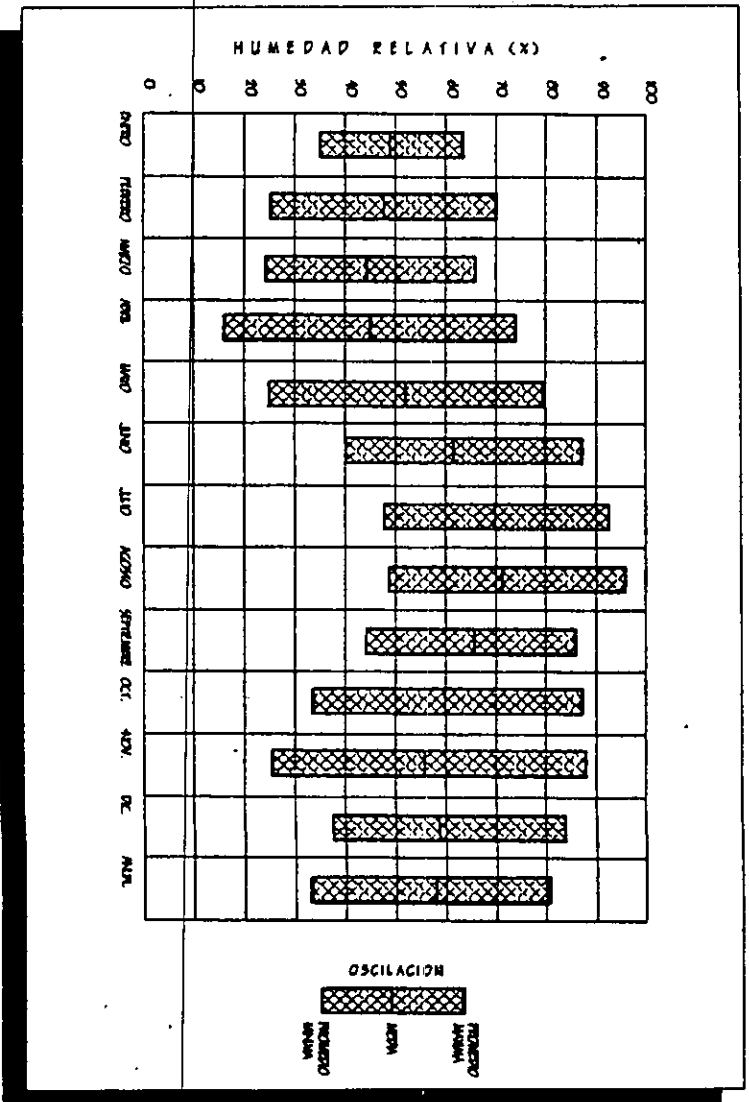 HUMEDAD RELATIVA (%)
0 10 20 30 40 50 60 70 80 90 100
ENERO
FEBRERO
MARZO
ABRIL
MAYO
JUNIO
JULIO
AGOSTO
SEPTIEMBRE
OCT.
NOV.
DIC.
ANUAL
OSCILACION
PROMEDIO
MINIMA
MEDIA
PROMEDIO
MAXIMA